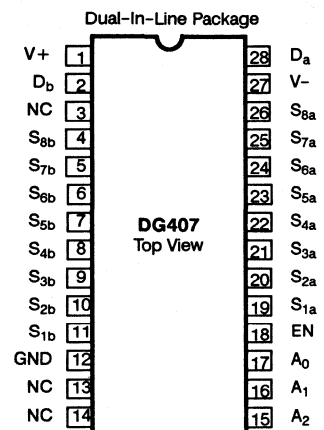 Dual-In-Line Package
V+ 1 28 Da
Db 2 27 V-
NC 3 26 S8a
S8b 4 25 S7a
S7b 5 24 S6a
S6b 6 23 S5a
S5b 7 22 S4a
S4b 8 21 S3a
S3b 9 20 S2a
S2b 10 19 S1a
S1b 11 18 EN
GND 12 17 A0
NC 13 16 A1
NC 14 15 A2
DG407
Top View